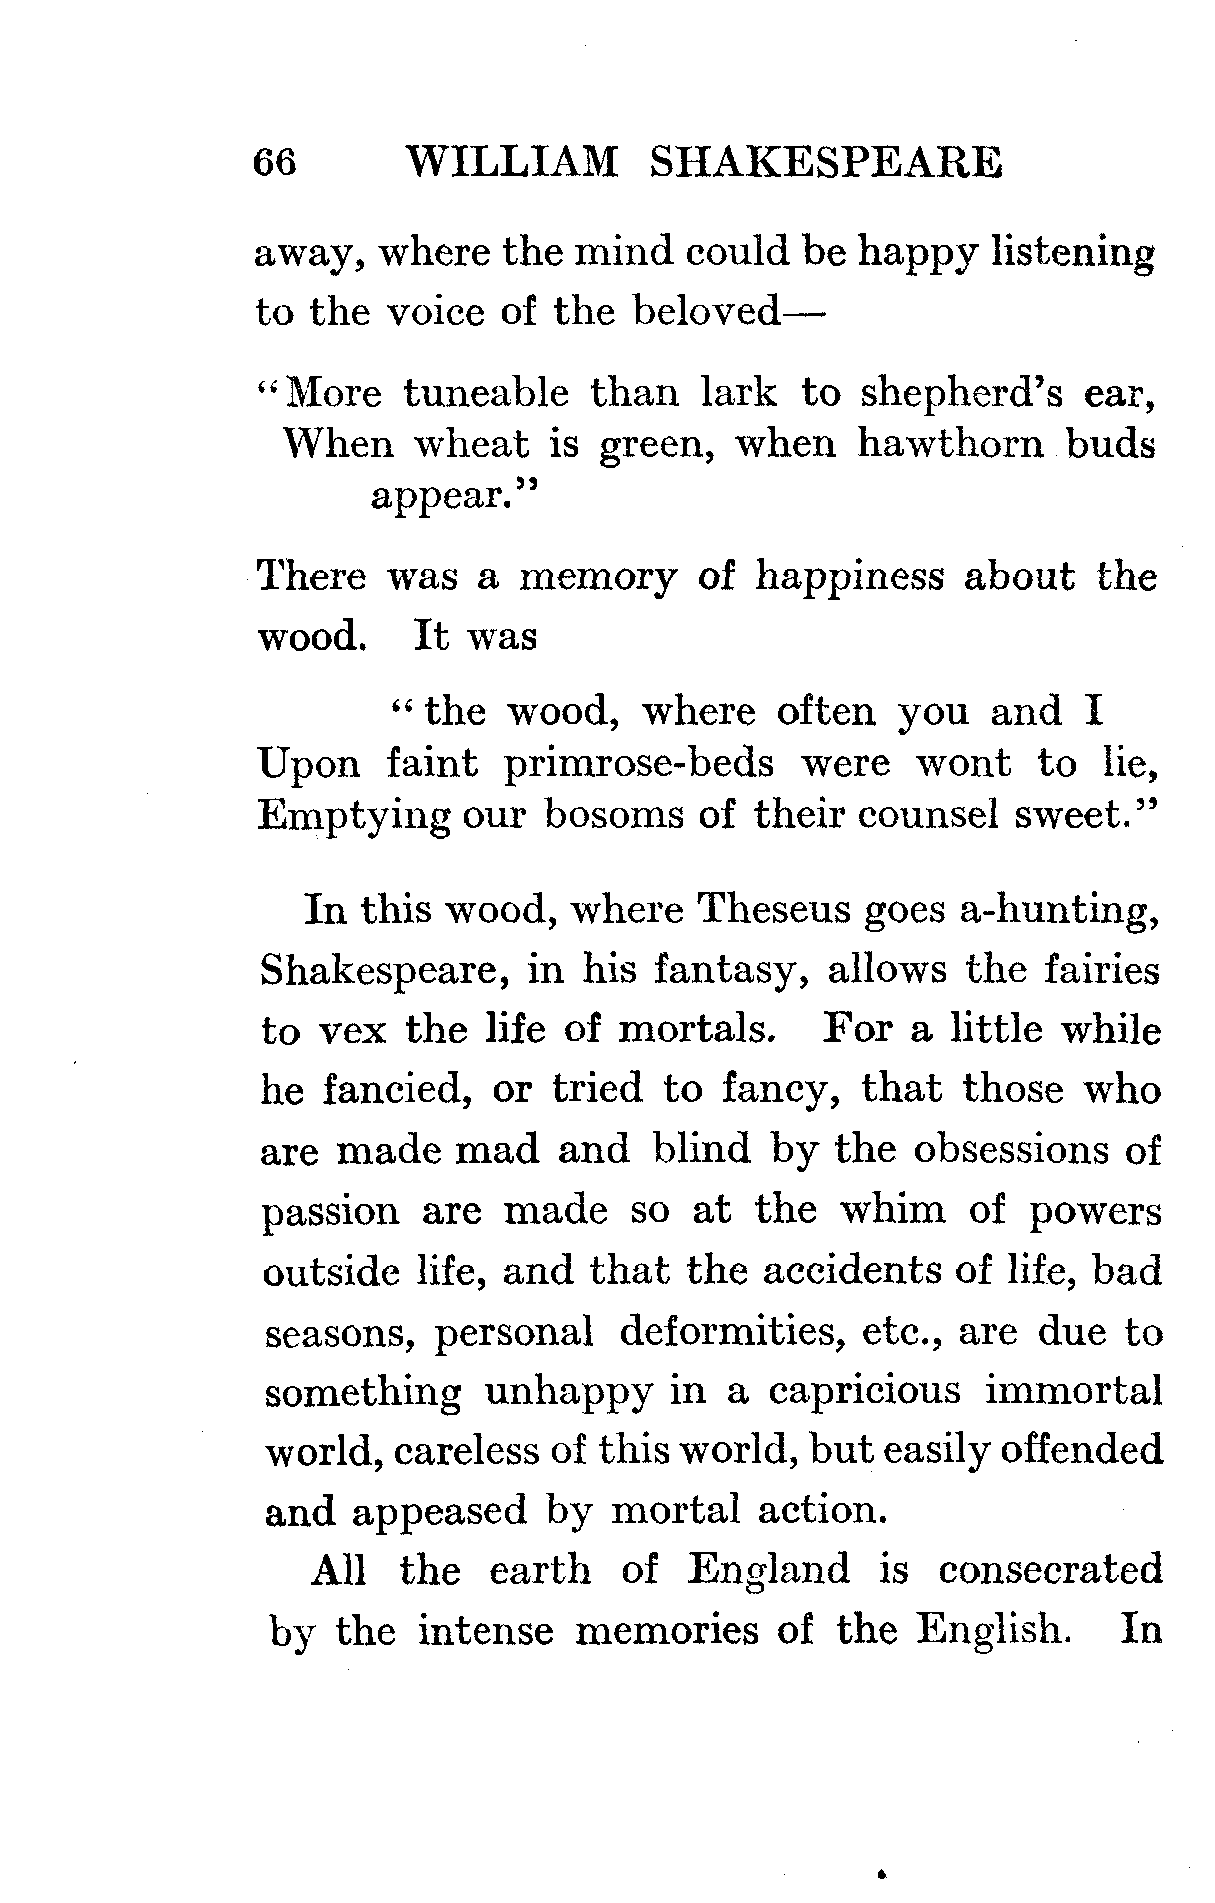 66 WILLIAM SHAKESPEARE
away, where the mind could be happy listening
to the voice of the beloved—
"More tuneable than lark to shepherd's ear,
When wheat is green, when hawthorn buds
appear."
There was a memory of happiness about the
wood. It was
"the wood, where often you and I
Upon faint primrose-beds were wont to lie,
Emptying our bosoms of their counsel sweet."
In this wood, where Theseus goes a-hunting,
Shakespeare, in his fantasy, allows the fairies
to vex the life of mortals. For a little while
he fancied, or tried to fancy, that those who
are made mad and blind by the obsessions of
passion are made so at the whim of powers
outside life, and that the accidents of life, bad
seasons, personal deformities, etc., are due to
something unhappy in a capricious immortal
world, careless of this world, but easily offended
and appeased by mortal action.
All the earth of England is consecrated
by the intense memories of the English. In